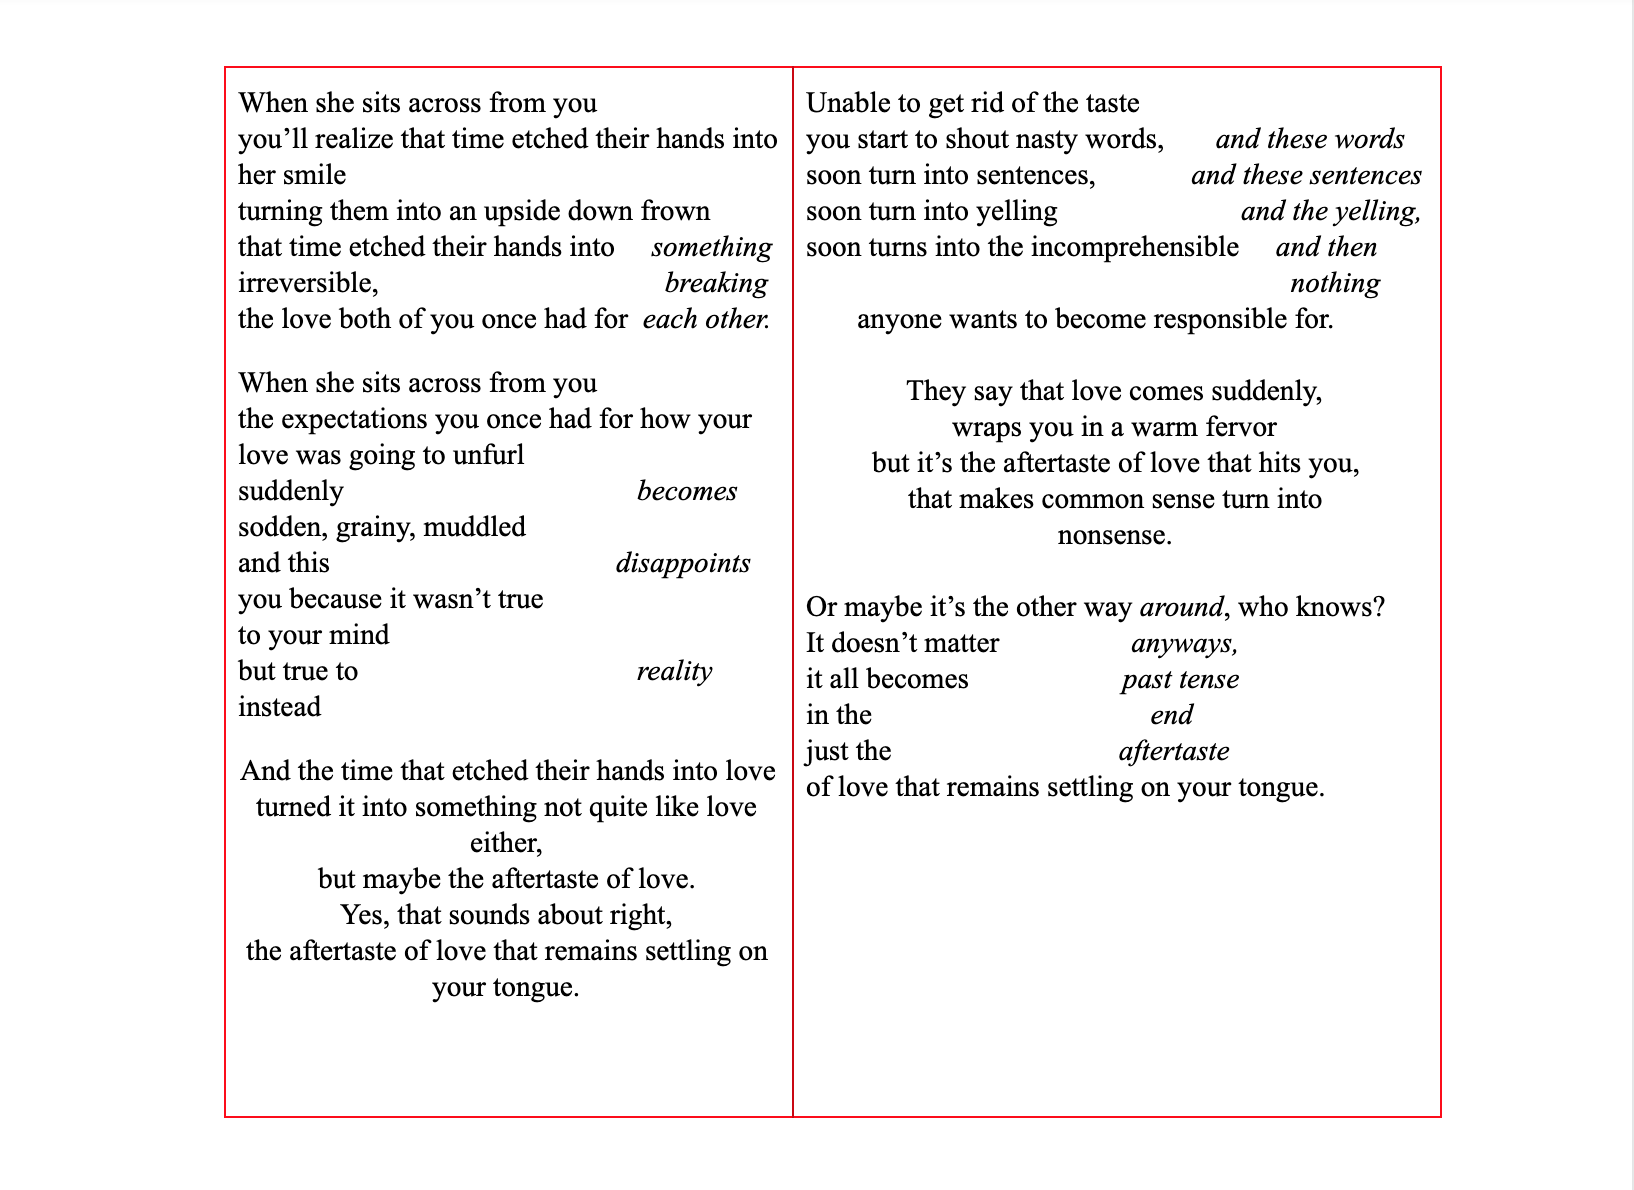 When she sits across from you
you’ll realize that time etched their hands into
her smile
turning them into an upside down frown
that time etched their hands into something
irreversible, breaking
the love both of you once had for each other.
When she sits across from you
the expectations you once had for how your
love was going to unfurl
suddenly becomes
sodden, grainy, muddled
and this disappoints
you because it wasn’t true
to your mind
but true to reality
instead
And the time that etched their hands into love
turned it into something not quite like love
either,
but maybe the aftertaste of love.
Yes, that sounds about right,
the aftertaste of love that remains settling on
your tongue.
Unable to get rid of the taste
you start to shout nasty words, and these words
soon turn into sentences, and these sentences
soon turn into yelling and the yelling,
soon turns into the incomprehensible and then
nothing
anyone wants to become responsible for.
They say that love comes suddenly,
wraps you in a warm fervor
but it’s the aftertaste of love that hits you,
that makes common sense turn into
nonsense.
Or maybe it’s the other way around, who knows?
It doesn’t matter anyways,
it all becomes past tense
in the end
just the aftertaste
of love that remains settling on your tongue.